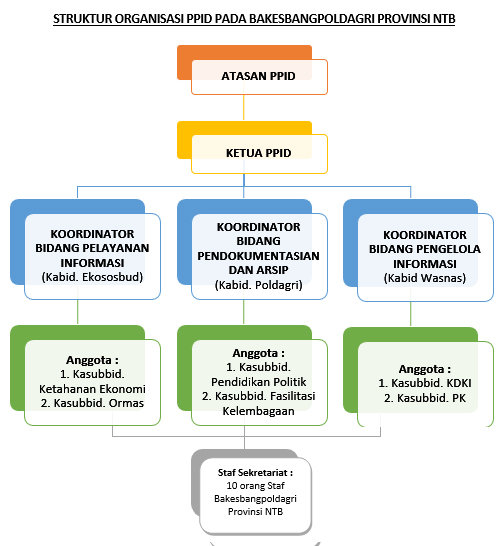 STRUKTUR ORGANISASI PPID PADA BAKESBANGPOLDAGRI PROVINSI NTB
ATASAN PPID
KETUA PPID
KOORDINATOR
BIDANG PELAYANAN
INFORMASI
(Kabid. Ekososbud)
KOORDINATOR
BIDANG
PENDOKUMENTASIAN
DAN ARSIP
(Kabid. Poldagri)
KOORDINATOR
BIDANG PENGELOLA
INFORMASI
(Kabid Wasnas)
Anggota :
1. Kasubbid.
Ketahanan Ekonomi
2. Kasubbid. Ormas
Anggota :
1. Kasubbid.
Pendidikan Politik
2. Kasubbid. Fasilitasi
Kelembagaan
Anggota :
1. Kasubbid. KDKI
2. Kasubbid. PK
Staf Sekretariat :
10 orang Staf
Bakesbangpoldagri
Provinsi NTB